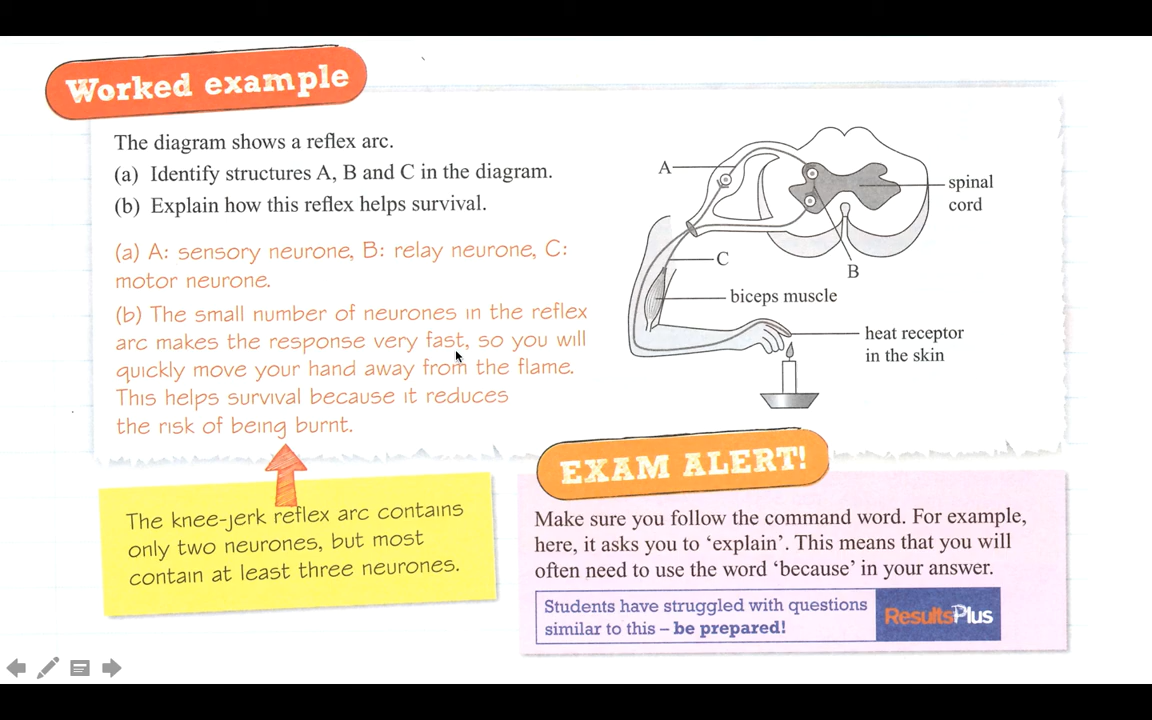 Worked example
The diagram shows a reflex arc.
(a) Identify structures A, B and C in the diagram.
(b) Explain how this reflex helps survival.
(a) A: sensory neurone, B: relay neurone, C:
motor neurone.
(b) The small number of neurones in the reflex
arc makes the response very fast, so you will
quickly move your hand away from the flame.
This helps survival because it reduces
the risk of being burnt.
A
spinal
cord
C
B
biceps muscle
heat receptor
in the skin
The knee-jerk reflex arc contains
only two neurones, but most
contain at least three neurones.
EXAM ALERT!
Make sure you follow the command word. For example,
here, it asks you to ‘explain’. This means that you will
often need to use the word ‘because’ in your answer.
Students have struggled with questions
similar to this – be prepared!
ResultsPlus